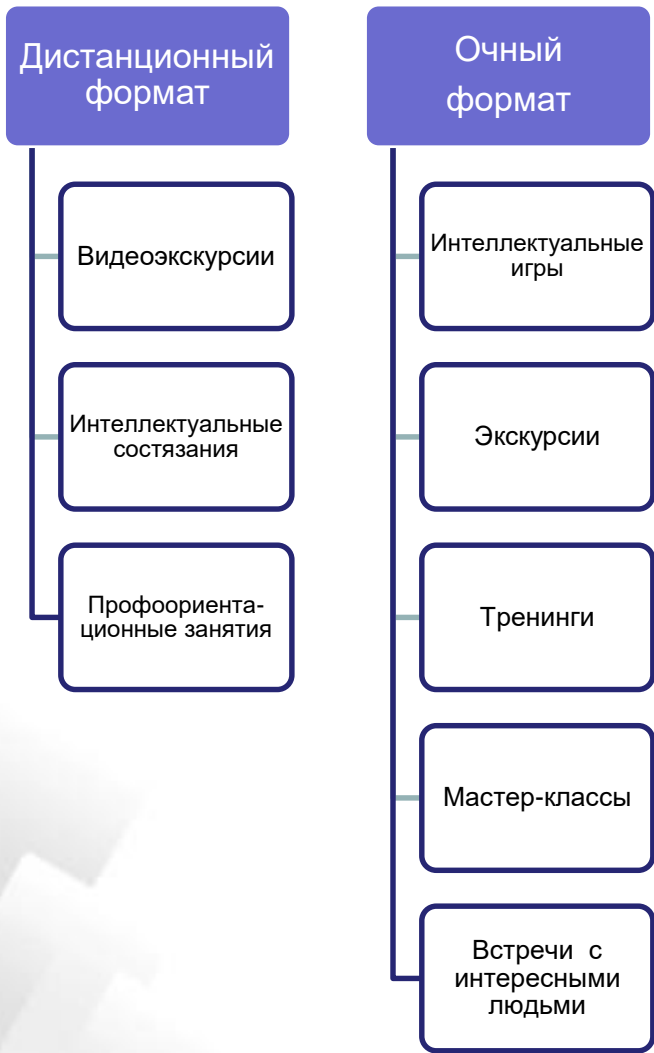 Дистанционный
формат
Видеоэкскурсии
Интеллектуальные
состязания
Профоориента-
ционные занятия
Очный
формат
Интеллектуальные
игры
Экскурсии
Тренинги
Мастер-классы
Встречи с
интересными
людьми